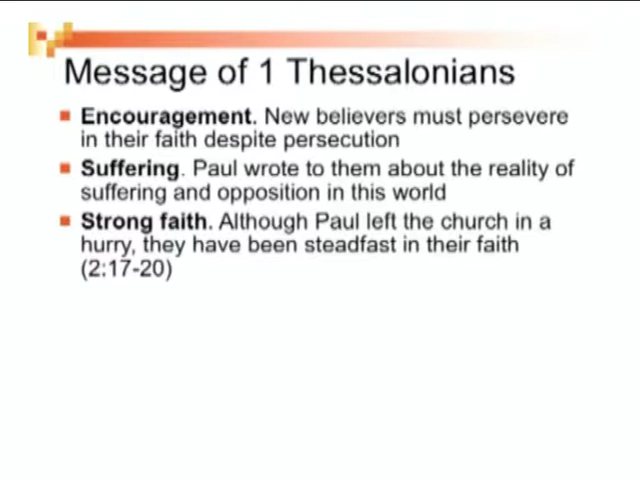 Message of 1 Thessalonians
Encouragement. New believers must persevere
in their faith despite persecution
Suffering. Paul wrote to them about the reality of
suffering and opposition in this world
Strong faith. Although Paul left the church in a
hurry, they have been steadfast in their faith
(2:17-20)